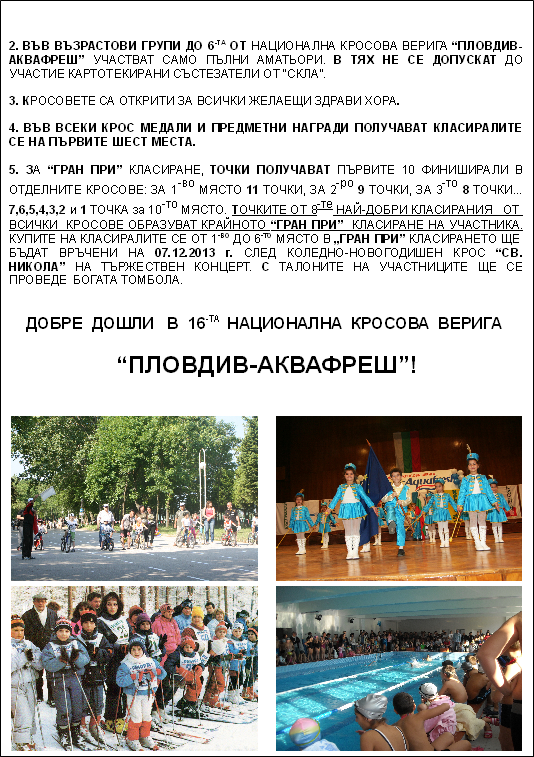 2. ВЪВ ВЪЗРАСТОВИ ГРУПИ ДО 6-ТА ОТ НАЦИОНАЛНА КРОСОВА ВЕРИГА “ПЛОВДИВ-
АКВАФРЕШ” УЧАСТВАТ САМО ПЪЛНИ АМАТЬОРИ. В ТЯХ НЕ СЕ ДОПУСКАТ ДО
УЧАСТИЕ КАРТОТЕКИРАНИ СЪСТЕЗАТЕЛИ ОТ “СКЛА”.
3. КРОСОВЕТЕ СА ОТКРИТИ ЗА ВСИЧКИ ЖЕЛАЕЩИ ЗДРАВИ ХОРА.
4. ВЪВ ВСЕКИ КРОС МЕДАЛИ И ПРЕДМЕТНИ НАГРАДИ ПОЛУЧАВАТ КЛАСИРАЛИТЕ
СЕ НА ПЪРВИТЕ ШЕСТ МЕСТА.
5. ЗА “ГРАН ПРИ” КЛАСИРАНЕ, ТОЧКИ ПОЛУЧАВАТ ПЪРВИТЕ 10 ФИНИШИРАЛИ В
ОТДЕЛНИТЕ КРОСОВЕ: ЗА 1-ВО МЯСТО 11 ТОЧКИ, ЗА 2-РО 9 ТОЧКИ, ЗА 3-ТО 8 ТОЧКИ...
7,6,5,4,3,2 и 1 ТОЧКА за 10-ТО МЯСТО. ТОЧКИТЕ ОТ 8-те НАЙ-ДОБРИ КЛАСИРАНИЯ ОТ
ВСИЧКИ КРОСОВЕ ОБРАЗУВАТ КРАЙНОТО “ГРАН ПРИ” КЛАСИРАНЕ НА УЧАСТНИКА.
КУПИТЕ НА КЛАСИРАЛИТЕ СЕ ОТ 1-ВО ДО 6-ТО МЯСТО В „ГРАН ПРИ” КЛАСИРАНЕТО ЩЕ
БЪДАТ ВРЪЧЕНИ НА 07.12.2013 г. СЛЕД КОЛЕДНО-НОВОГОДИШЕН КРОС “СВ.
НИКОЛА” НА ТЪРЖЕСТВЕН КОНЦЕРТ. С ТАЛОНИТЕ НА УЧАСТНИЦИТЕ ЩЕ СЕ
ПРОВЕДЕ БОГАТА ТОМБОЛА.
ДОБРЕ ДОШЛИ В 16-ТА НАЦИОНАЛНА КРОСОВА ВЕРИГА
“ПЛОВДИВ-АКВАФРЕШ”!